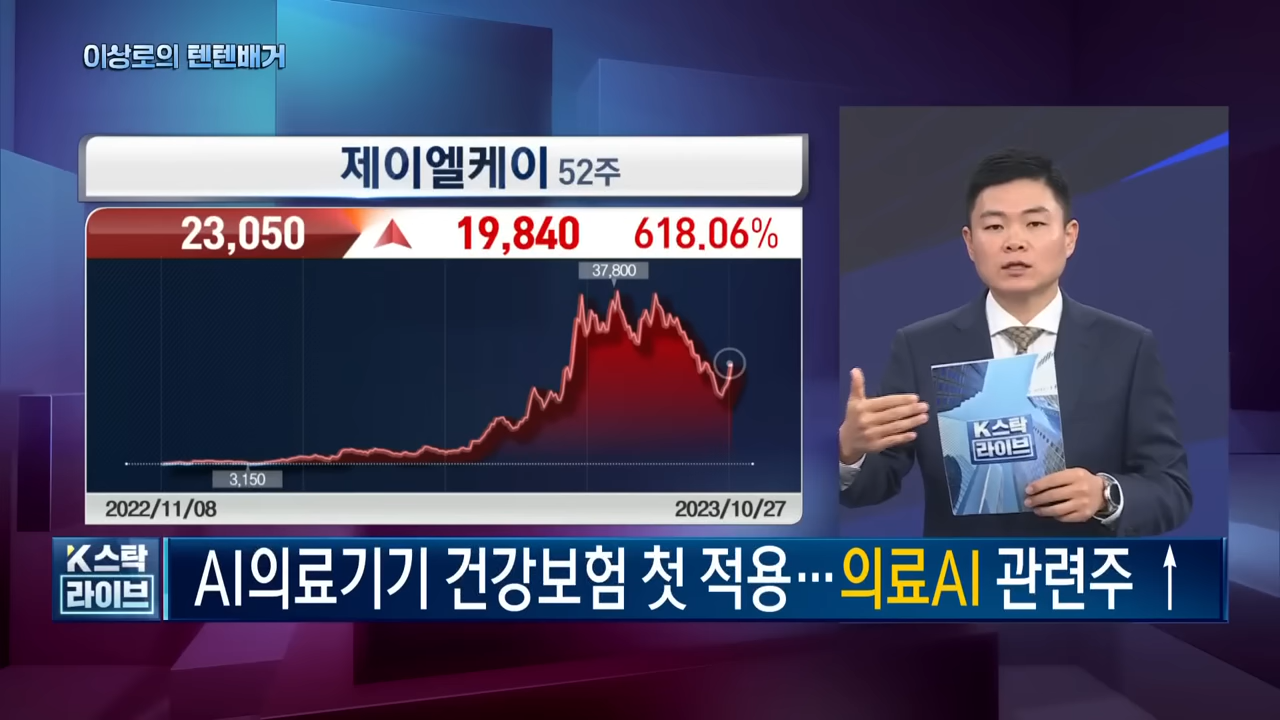 이상로의 텐텐배거
제이엘케이 52주
23,050 ▲ 19,840 618.06%
37,800
3,150
2022/11/08 2023/10/27
K스탁
라이브
K스탁
라이브
AI의료기기 건강보험 첫 적용…의료AI 관련주 ↑